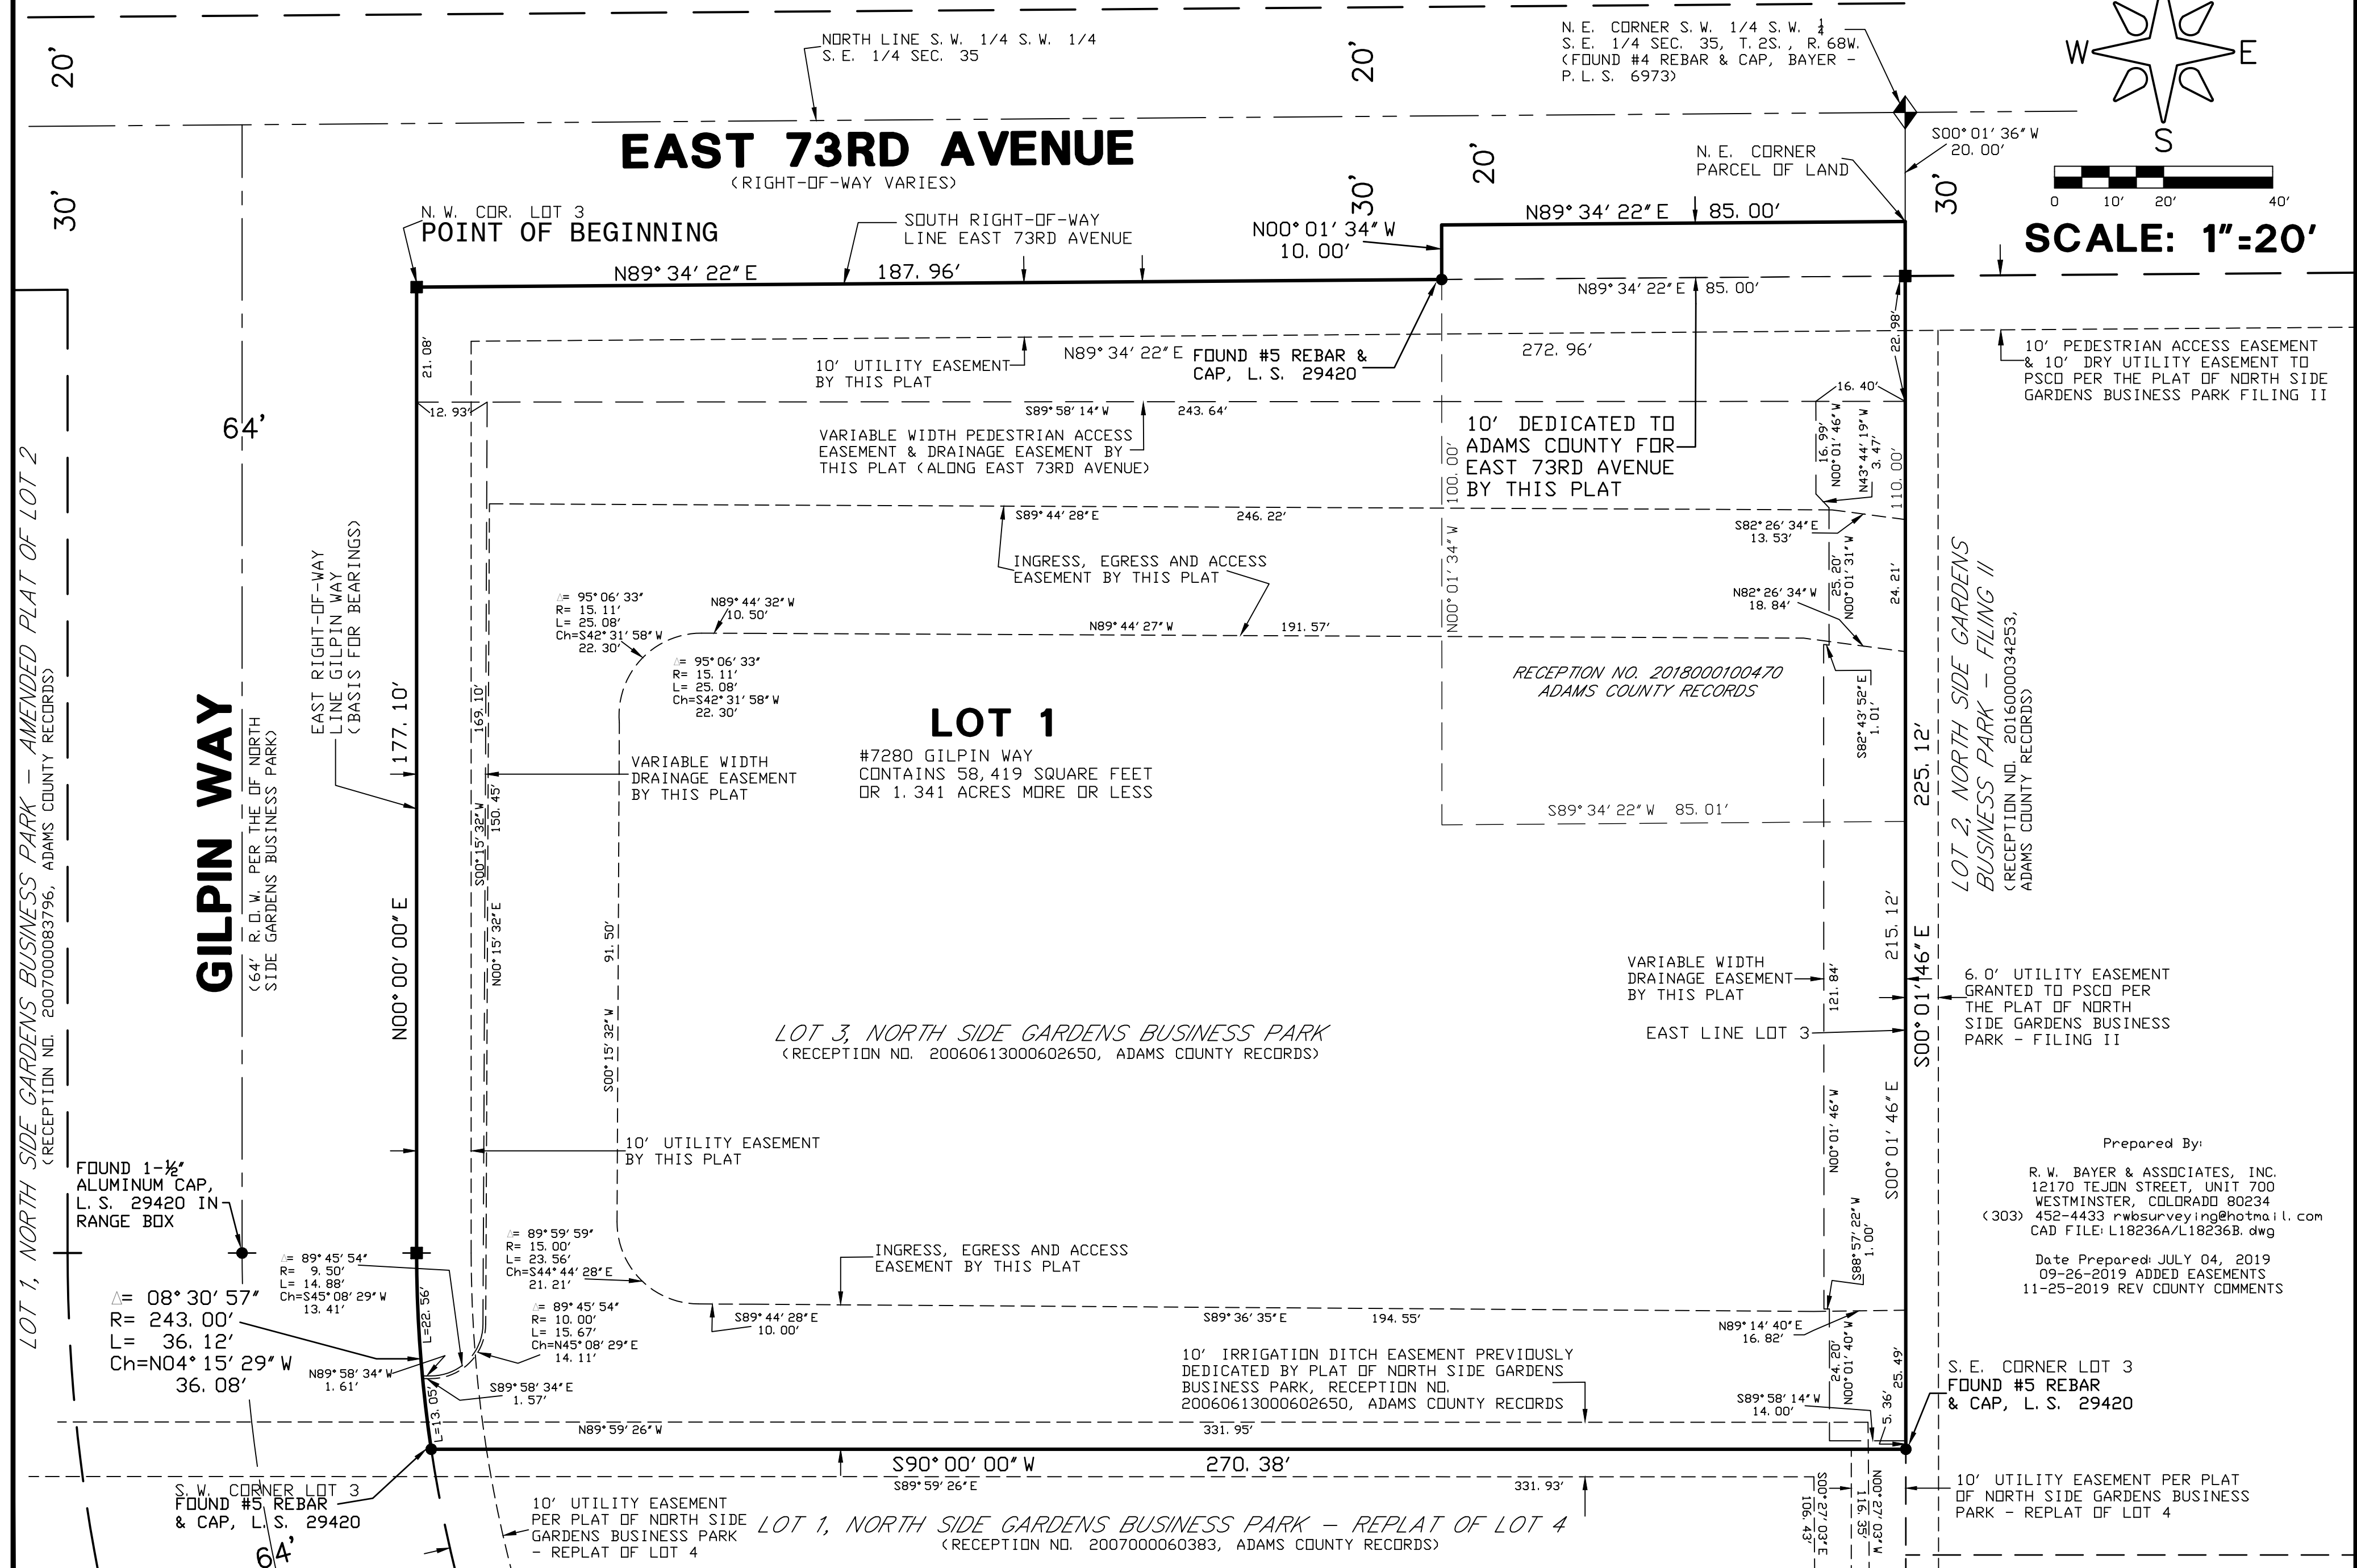 20'
NORTH LINE S.W. 1/4 S.W. 1/4
S.E. 1/4 SEC. 35
20'
N.E. CORNER S.W. 1/4 S.W. 1/4
S.E. 1/4 SEC. 35, T.2S., R.68W.
(FOUND #4 REBAR & CAP, BAYER -
P.L.S. 6973)
W
E
S
EAST 73RD AVENUE
(RIGHT-OF-WAY VARIES)
30'
30'
20'
S00°01'36"W
20.00'
N.E. CORNER
PARCEL OF LAND
30'
0 10' 20' 40'
SCALE: 1"=20'
N.W. COR. LOT 3
POINT OF BEGINNING
SOUTH RIGHT-OF-WAY
LINE EAST 73RD AVENUE
N00°01'34"W
10.00'
N89°34'22"E 85.00'
N89°34'22"E 187.96'
N89°34'22"E 85.00'
21.08'
22.98'
10' UTILITY EASEMENT
BY THIS PLAT
N89°34'22"E
272.96'
FOUND #5 REBAR &
CAP, L.S. 29420
10' PEDESTRIAN ACCESS EASEMENT
& 10' DRY UTILITY EASEMENT TO
PSCO PER THE PLAT OF NORTH SIDE
GARDENS BUSINESS PARK FILING II
12.93'
S89°58'14"W 243.64'
16.40'
64'
VARIABLE WIDTH PEDESTRIAN ACCESS
EASEMENT & DRAINAGE EASEMENT BY
THIS PLAT (ALONG EAST 73RD AVENUE)
10' DEDICATED TO
ADAMS COUNTY FOR
EAST 73RD AVENUE
BY THIS PLAT
16.99'
N00°01'46"W
N43°44'19"W
3.47'
110.00'
100.00'
N00°01'34"W
S89°44'28"E 246.22'
S82°26'34"E
13.53'
INGRESS, EGRESS AND ACCESS
EASEMENT BY THIS PLAT
25.20'
N00°01'31"W
24.21'
△= 95°06'33"
R= 15.11'
L= 25.08'
Ch=S42°31'58"W
22.30'
N89°44'32"W
10.50'
N82°26'34"W
18.84'
N89°44'27"W 191.57'
△= 95°06'33"
R= 15.11'
L= 25.08'
Ch=S42°31'58"W
22.30'
RECEPTION NO. 2018000100470
ADAMS COUNTY RECORDS
S82°43'52"E
1.01'
LOT 1
#7280 GILPIN WAY
CONTAINS 58,419 SQUARE FEET
OR 1.341 ACRES MORE OR LESS
EAST RIGHT-OF-WAY
LINE GILPIN WAY
(BASIS FOR BEARINGS)
GILPIN WAY
(64' R.O.W. PER THE OF NORTH
SIDE GARDENS BUSINESS PARK)
LOT 1, NORTH SIDE GARDENS BUSINESS PARK - AMENDED PLAT OF LOT 2
(RECEPTION NO. 2007000083796, ADAMS COUNTY RECORDS)
177.10'
N00°00'00"E
169.10'
S00°15'32"W
150.45'
N00°15'32"E
VARIABLE WIDTH
DRAINAGE EASEMENT
BY THIS PLAT
91.50'
S00°15'32"W
S89°34'22"W 85.01'
225.12'
S00°01'46"E
215.12'
S00°01'46"E
LOT 2, NORTH SIDE GARDENS
BUSINESS PARK - FILING II
(RECEPTION NO. 2016000034253,
ADAMS COUNTY RECORDS)
VARIABLE WIDTH
DRAINAGE EASEMENT
BY THIS PLAT
121.84'
N00°01'46"W
EAST LINE LOT 3
6.0' UTILITY EASEMENT
GRANTED TO PSCO PER
THE PLAT OF NORTH
SIDE GARDENS BUSINESS
PARK - FILING II
LOT 3, NORTH SIDE GARDENS BUSINESS PARK
(RECEPTION NO. 20060613000602650, ADAMS COUNTY RECORDS)
10' UTILITY EASEMENT
BY THIS PLAT
Prepared By:
R.W. BAYER & ASSOCIATES, INC.
12170 TEJON STREET, UNIT 700
WESTMINSTER, COLORADO 80234
(303) 452-4433 rwbsurveying@hotmail.com
CAD FILE: L18236A/L18236B.dwg
Date Prepared: JULY 04, 2019
09-26-2019 ADDED EASEMENTS
11-25-2019 REV COUNTY COMMENTS
FOUND 1-½"
ALUMINUM CAP,
L.S. 29420 IN
RANGE BOX
△= 89°45'54"
R= 9.50'
L= 14.88'
Ch=S45°08'29"W
13.41'
△= 89°59'59"
R= 15.00'
L= 23.56'
Ch=S44°44'28"E
21.21'
INGRESS, EGRESS AND ACCESS
EASEMENT BY THIS PLAT
S88°57'22"W
1.00'
△= 08°30'57"
R= 243.00'
L= 36.12'
Ch=N04°15'29"W
36.08'
L=22.56'
△= 89°45'54"
R= 10.00'
L= 15.67'
Ch=N45°08'29"E
14.11'
S89°44'28"E
10.00'
S89°36'35"E 194.55'
N89°14'40"E
16.82'
N89°58'34"W
1.61'
S89°58'34"E
1.57'
L=13.05'
10' IRRIGATION DITCH EASEMENT PREVIOUSLY
DEDICATED BY PLAT OF NORTH SIDE GARDENS
BUSINESS PARK, RECEPTION NO.
20060613000602650, ADAMS COUNTY RECORDS
24.20'
N00°01'40"W
25.49'
S89°58'14"W
14.00'
5.36'
S.E. CORNER LOT 3
FOUND #5 REBAR
& CAP, L.S. 29420
N89°59'26"W 331.95'
S90°00'00"W 270.38'
S89°59'26"E 331.93'
S.W. CORNER LOT 3
FOUND #5 REBAR
& CAP, L.S. 29420
64'
10' UTILITY EASEMENT
PER PLAT OF NORTH SIDE
GARDENS BUSINESS PARK
- REPLAT OF LOT 4
LOT 1, NORTH SIDE GARDENS BUSINESS PARK - REPLAT OF LOT 4
(RECEPTION NO. 2007000060383, ADAMS COUNTY RECORDS)
S00°27'03"E
106.43'
116.35'
N00°27'03"W
10' UTILITY EASEMENT PER PLAT
OF NORTH SIDE GARDENS BUSINESS
PARK - REPLAT OF LOT 4